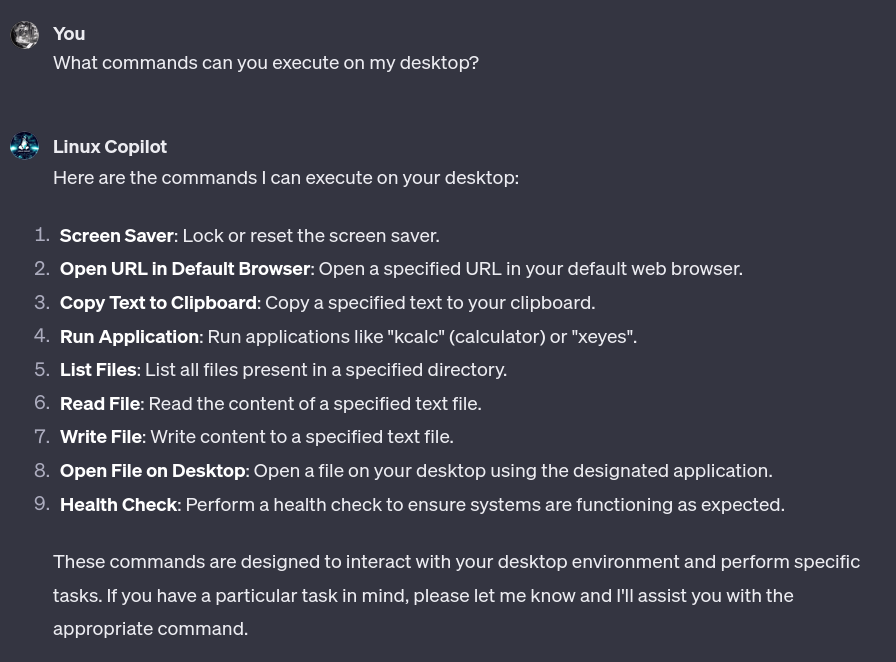 You
What commands can you execute on my desktop?
Linux Copilot
Here are the commands I can execute on your desktop:
1. Screen Saver: Lock or reset the screen saver.
2. Open URL in Default Browser: Open a specified URL in your default web browser.
3. Copy Text to Clipboard: Copy a specified text to your clipboard.
4. Run Application: Run applications like "kcalc" (calculator) or "xeyes".
5. List Files: List all files present in a specified directory.
6. Read File: Read the content of a specified text file.
7. Write File: Write content to a specified text file.
8. Open File on Desktop: Open a file on your desktop using the designated application.
9. Health Check: Perform a health check to ensure systems are functioning as expected.
These commands are designed to interact with your desktop environment and perform specific
tasks. If you have a particular task in mind, please let me know and I'll assist you with the
appropriate command.